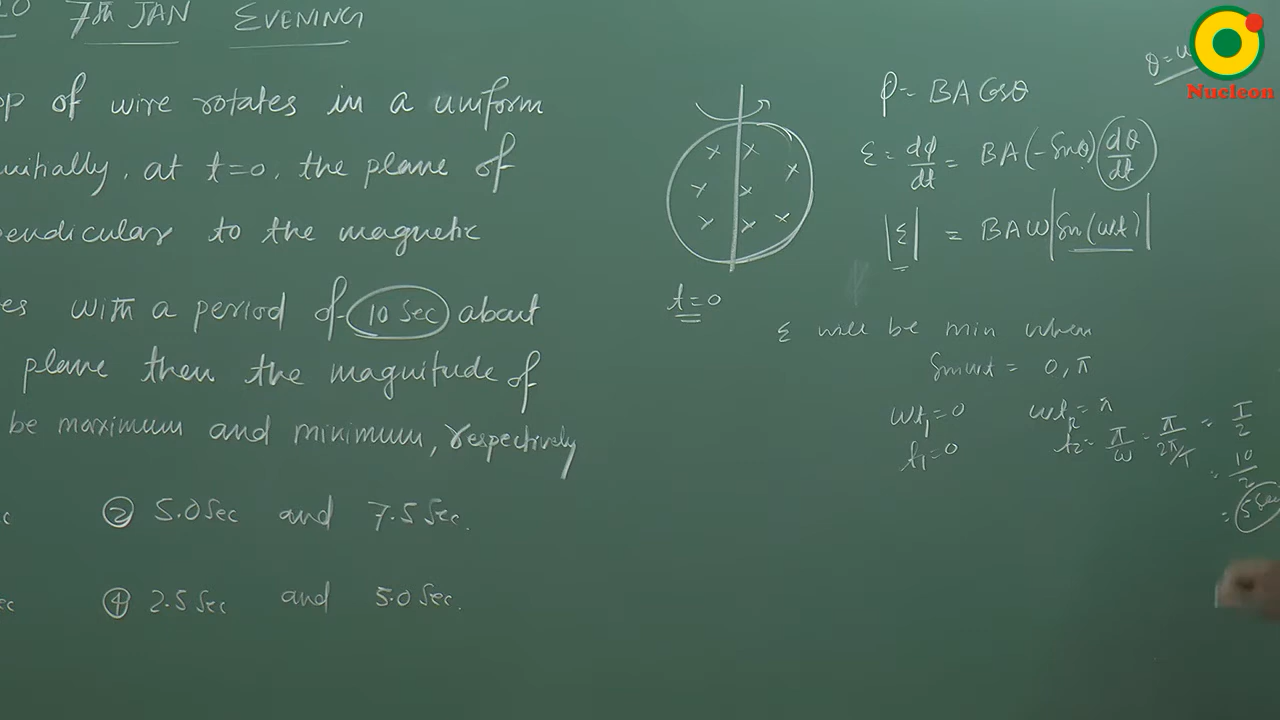 7th JAN EVENING
of wire rotates in a uniform
nitially, at t=0, the plane of
pendicular to the magnetic
es with a period of 10 Sec about
plane then the magnitude of
be maximum and minimum, respectively
c
② 5.0 Sec and 7.5 Sec.
ec
④ 2.5 Sec and 5.0 Sec.
t=0
θ = ω
Nucleon
φ = BA Cosθ
ε = dφ/dt = BA(-Sinθ) dθ/dt
|ε| = BAω|Sin(ωt)|
ε will be min when
Sinωt = 0, π
ωt₁ = 0
t₁ = 0
ωt₂ = π
t₂ = π/ω = π/2π/T = T/2
= 10/2
= 5 Sec